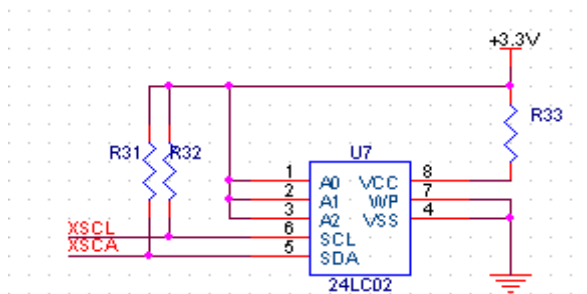 +3.3V
R33
R31 R32
U7
1 A0 VCC 8
2 A1 WP 7
3 A2 VSS 4
XSCL 6 SCL
XSCA 5 SDA
24LC02